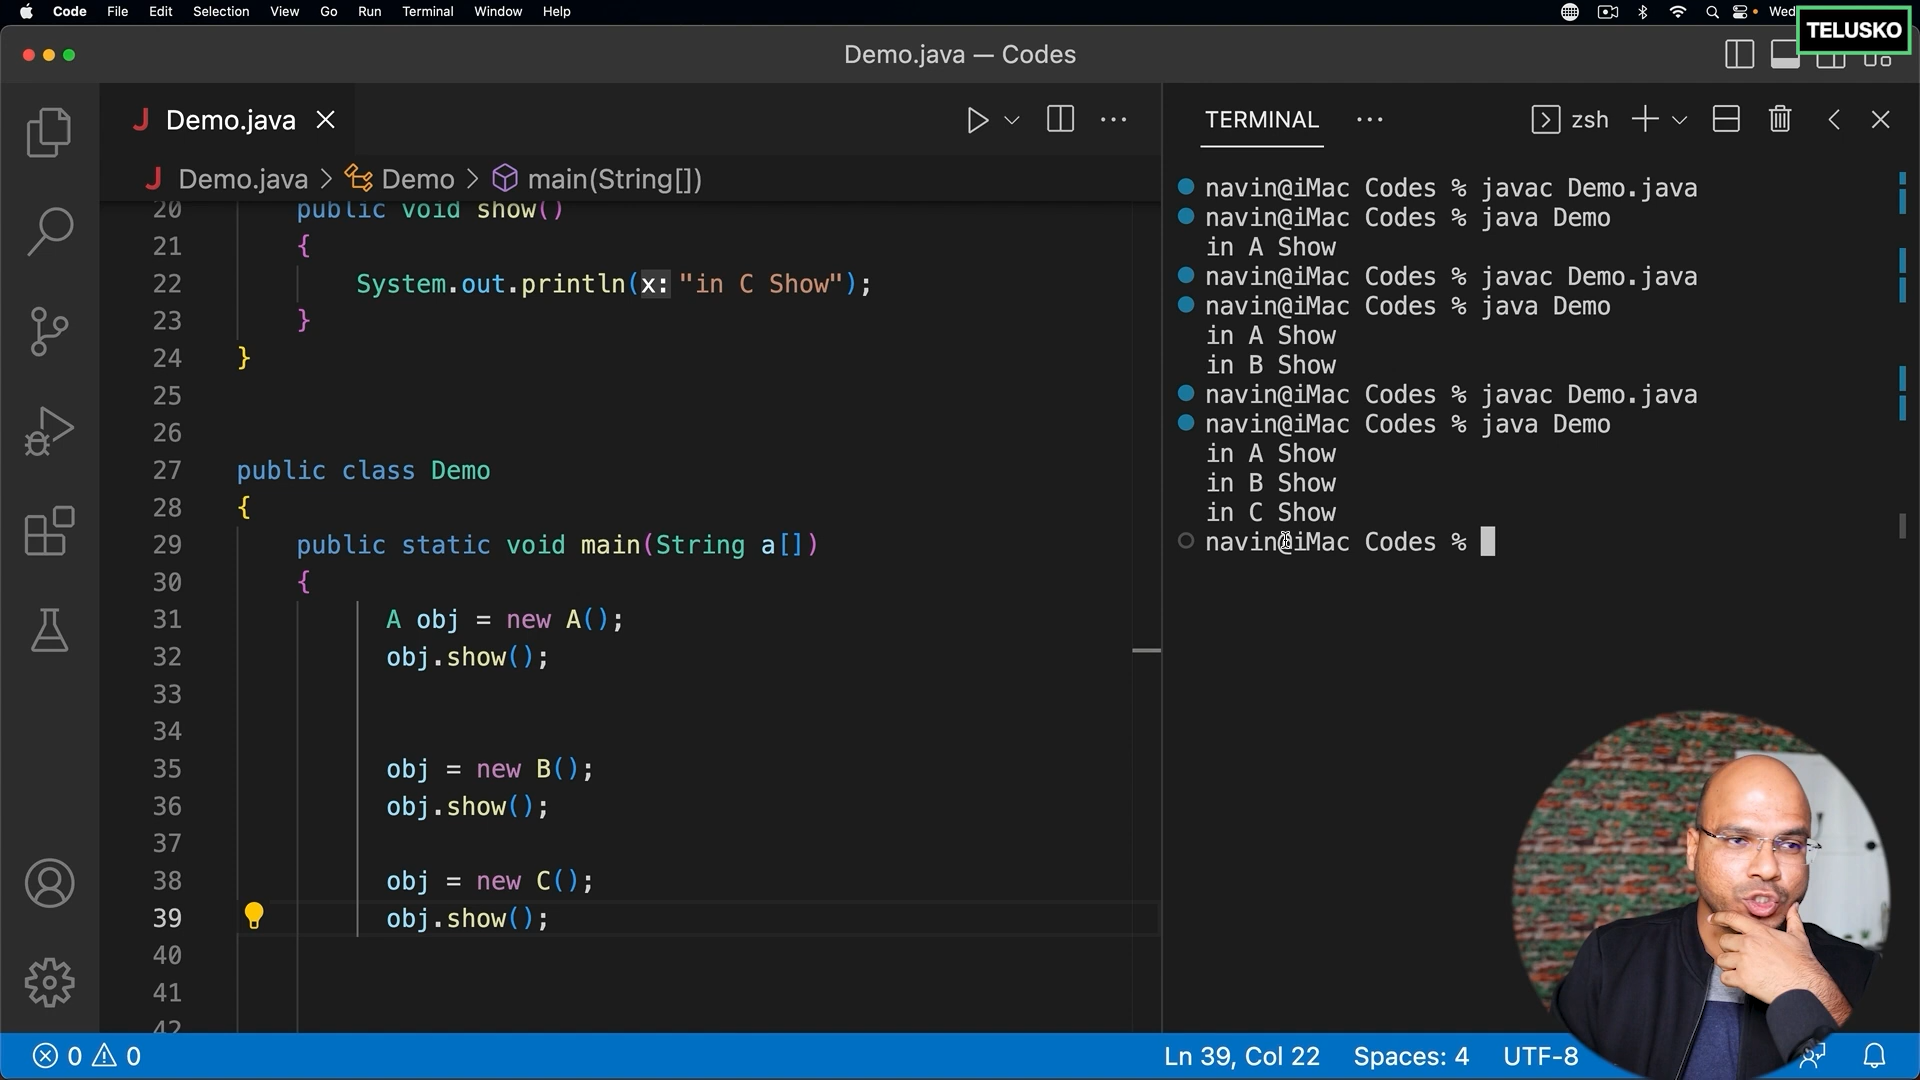 Code File Edit Selection View Go Run Terminal Window Help Wed
TELUSKO
Demo.java — Codes
Demo.java
Demo.java > Demo > main(String[])
20 public void show()
21 {
22 System.out.println(x: "in C Show");
23 }
24 }
25
26
27 public class Demo
28 {
29 public static void main(String a[])
30 {
31 A obj = new A();
32 obj.show();
33
34
35 obj = new B();
36 obj.show();
37
38 obj = new C();
39 obj.show();
40
41
42
TERMINAL zsh
navin@iMac Codes % javac Demo.java
navin@iMac Codes % java Demo
in A Show
navin@iMac Codes % javac Demo.java
navin@iMac Codes % java Demo
in A Show
in B Show
navin@iMac Codes % javac Demo.java
navin@iMac Codes % java Demo
in A Show
in B Show
in C Show
navin@iMac Codes %
0 0 Ln 39, Col 22 Spaces: 4 UTF-8